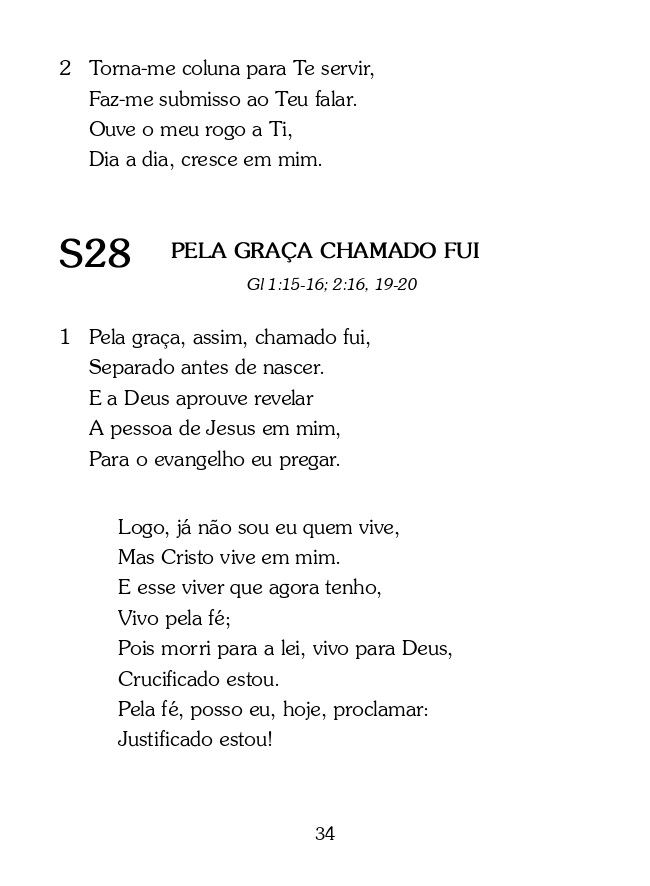 2 Torna-me coluna para Te servir,
Faz-me submisso ao Teu falar.
Ouve o meu rogo a Ti,
Dia a dia, cresce em mim.
S28 PELA GRAÇA CHAMADO FUI
Gl 1:15-16; 2:16, 19-20
1 Pela graça, assim, chamado fui,
Separado antes de nascer.
E a Deus aprouve revelar
A pessoa de Jesus em mim,
Para o evangelho eu pregar.
Logo, já não sou eu quem vive,
Mas Cristo vive em mim.
E esse viver que agora tenho,
Vivo pela fé;
Pois morri para a lei, vivo para Deus,
Crucificado estou.
Pela fé, posso eu, hoje, proclamar:
Justificado estou!
34